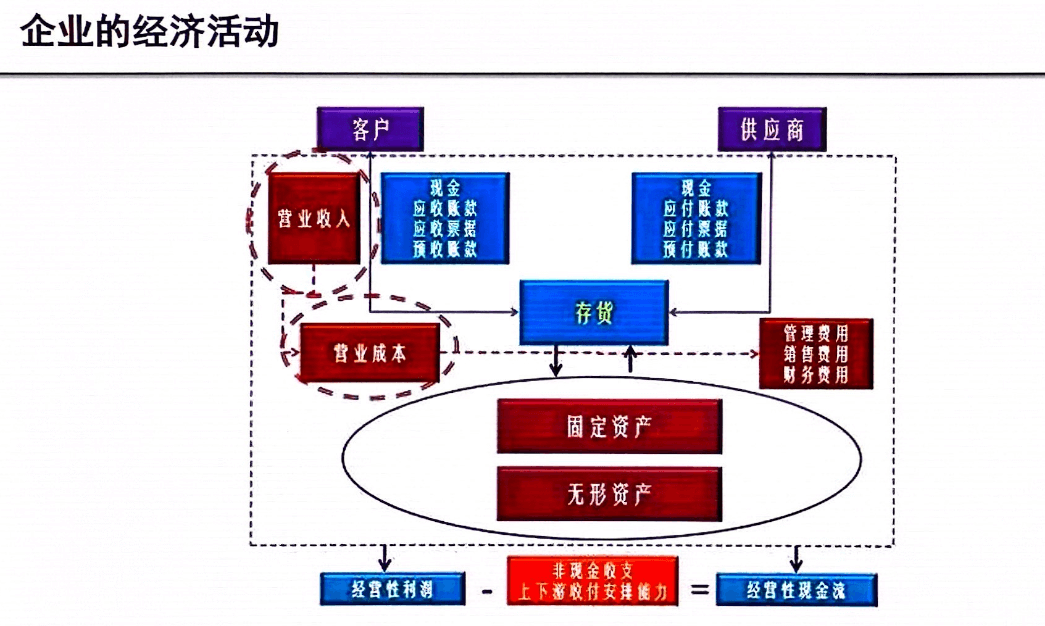 企业的经济活动
客户
供应商
营业收入
现金
应收账款
应收票据
预收账款
现金
应付账款
应付票据
预付账款
存货
营业成本
管理费用
销售费用
财务费用
固定资产
无形资产
经营性利润
-
非现金收支
上下游收付安排能力
=
经营性现金流